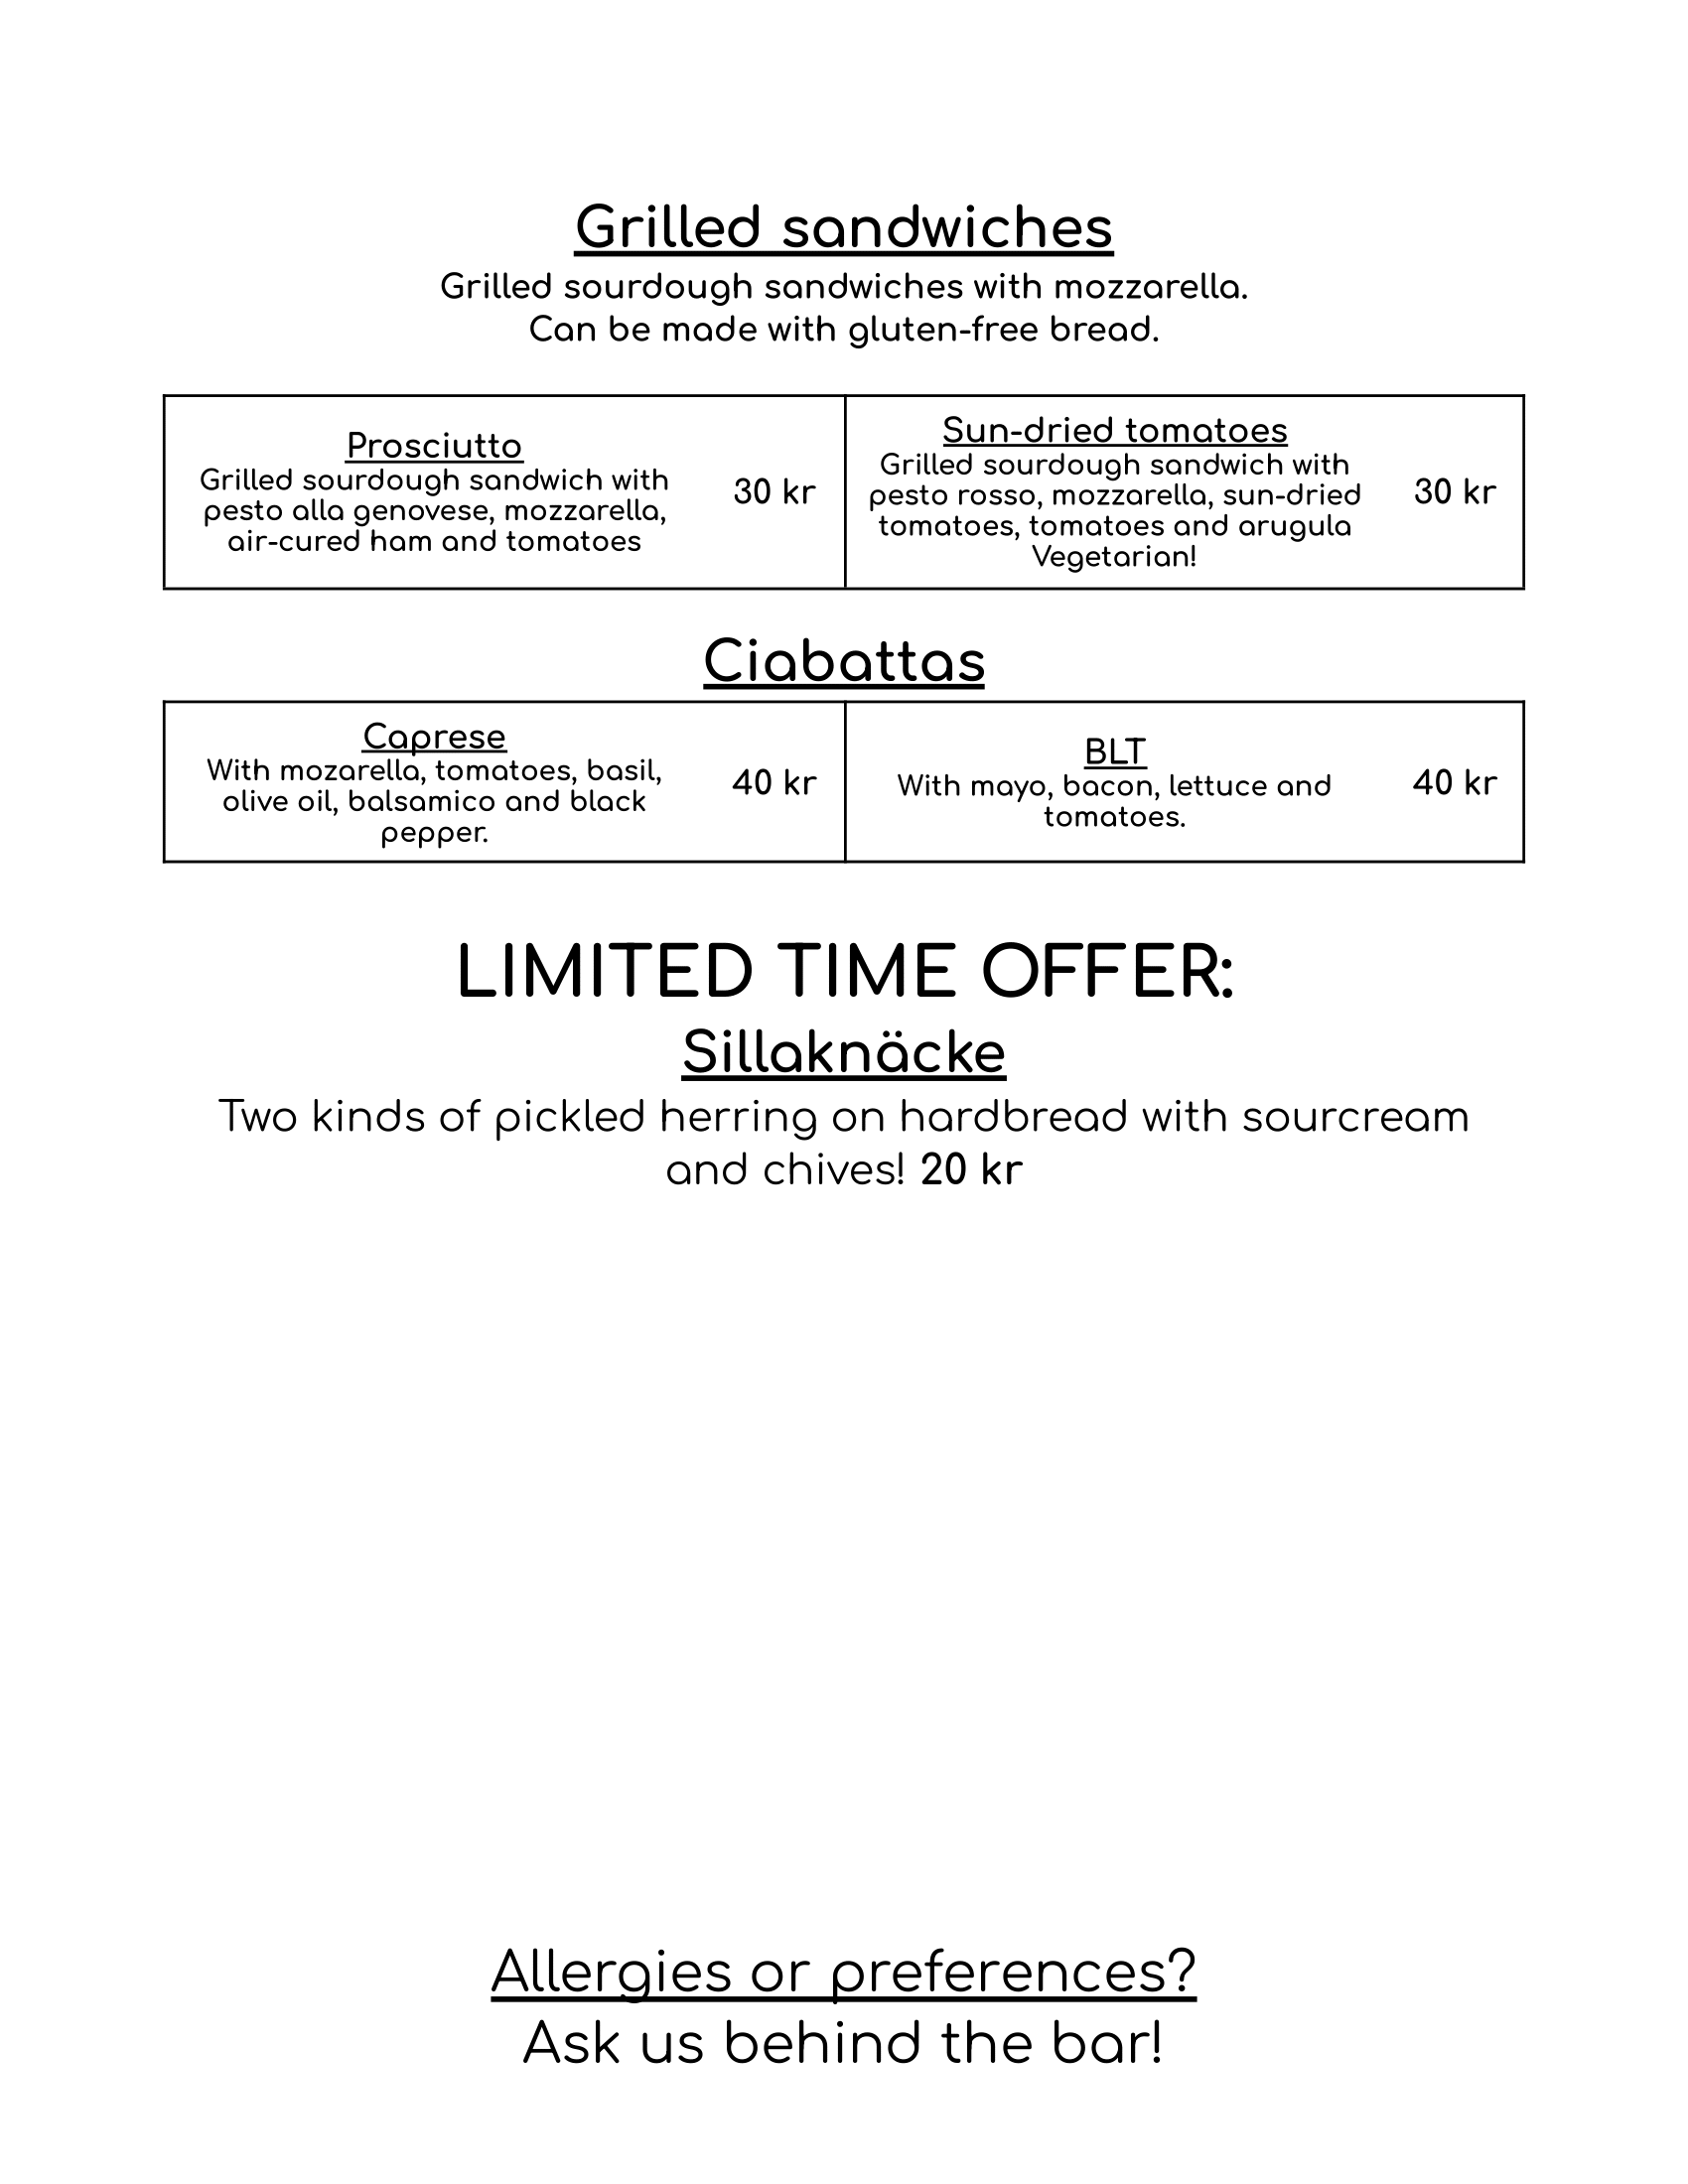 Grilled sandwiches
Grilled sourdough sandwiches with mozzarella.
Can be made with gluten-free bread.
Prosciutto
Grilled sourdough sandwich with
pesto alla genovese, mozzarella,
air-cured ham and tomatoes
30 kr
Sun-dried tomatoes
Grilled sourdough sandwich with
pesto rosso, mozzarella, sun-dried
tomatoes, tomatoes and arugula
Vegetarian!
30 kr
Ciabattas
Caprese
With mozarella, tomatoes, basil,
olive oil, balsamico and black
pepper.
40 kr
BLT
With mayo, bacon, lettuce and
tomatoes.
40 kr
LIMITED TIME OFFER:
Sillaknäcke
Two kinds of pickled herring on hardbread with sourcream
and chives! 20 kr
Allergies or preferences?
Ask us behind the bar!